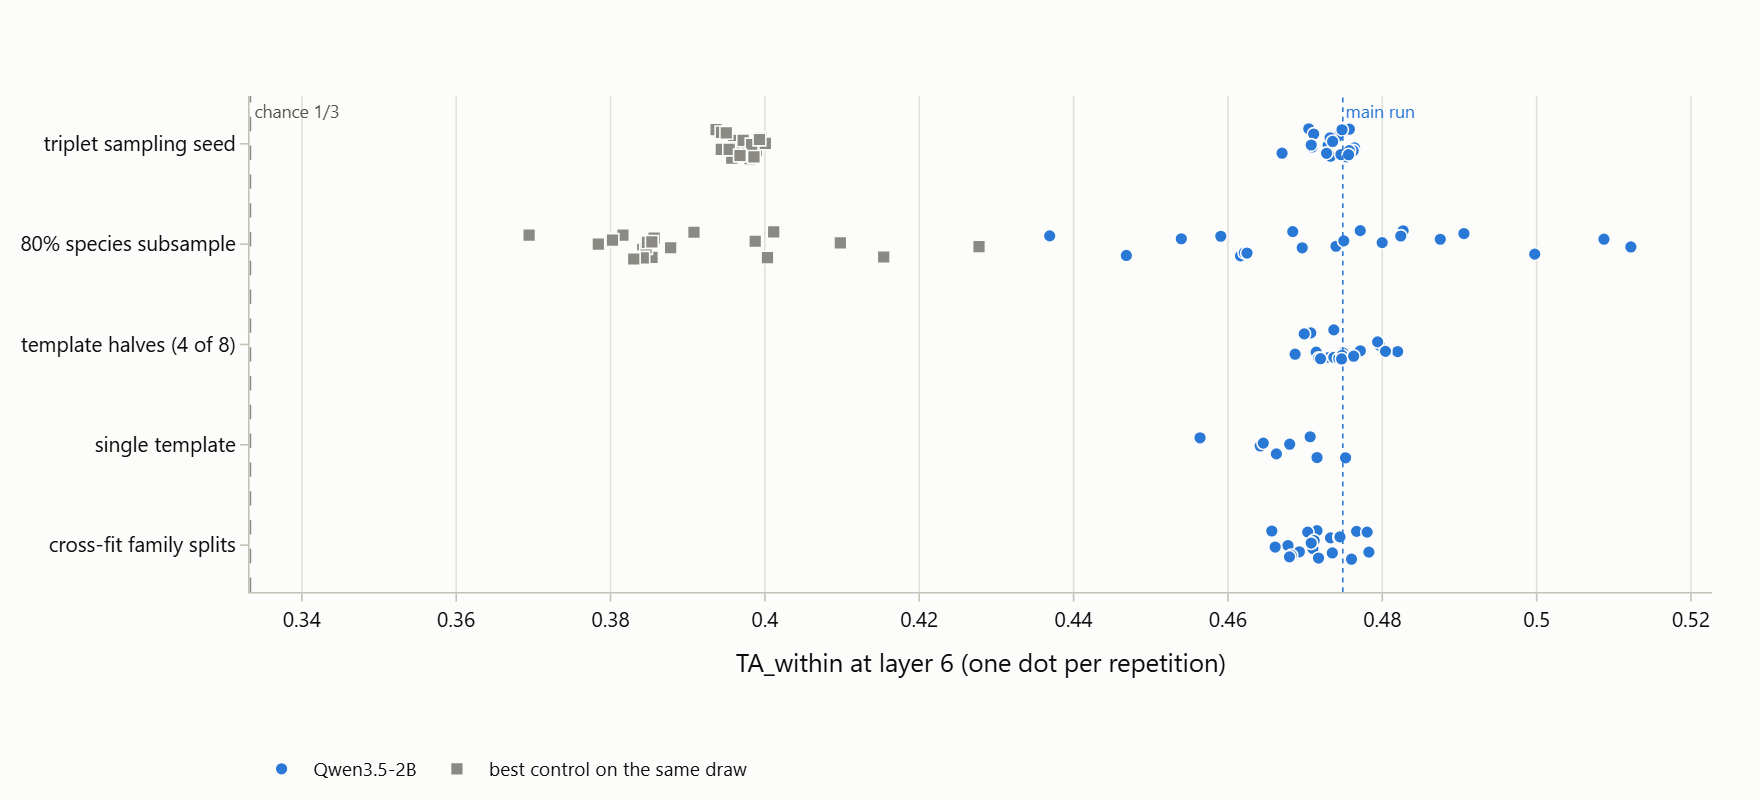 chance 1/3
main run
triplet sampling seed
80% species subsample
template halves (4 of 8)
single template
cross-fit family splits
0.34 0.36 0.38 0.4 0.42 0.44 0.46 0.48 0.5 0.52
TA_within at layer 6 (one dot per repetition)
Qwen3.5-2B best control on the same draw